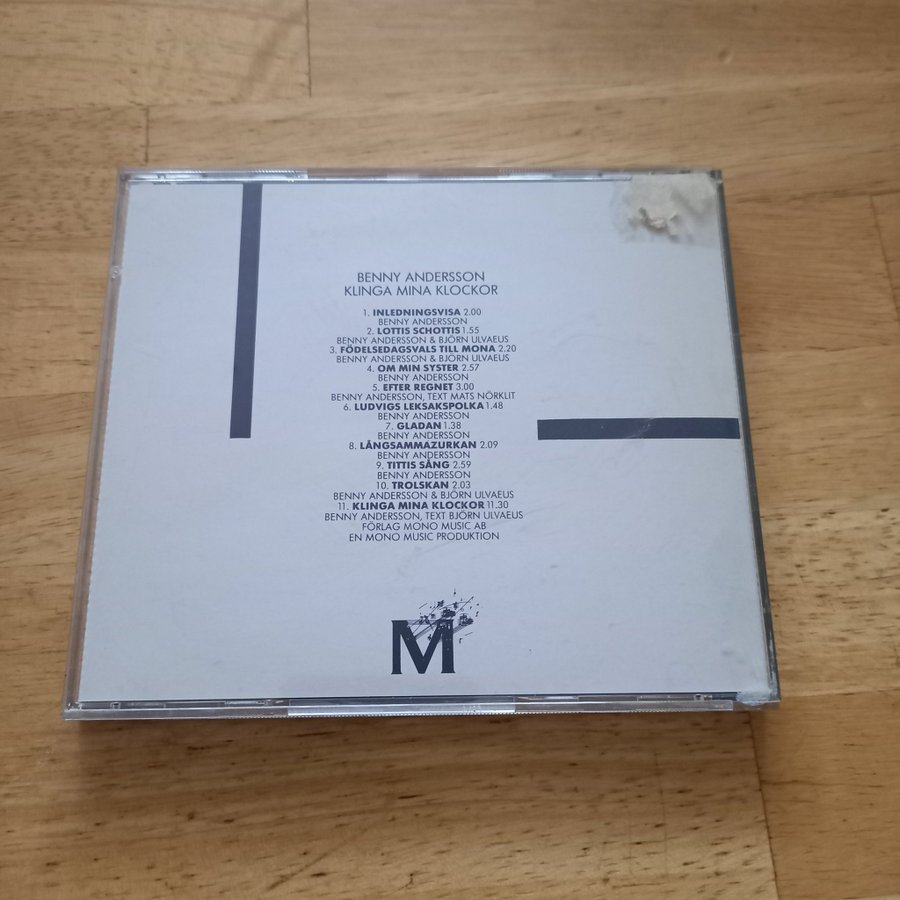 BENNY ANDERSSON
KLINGA MINA KLOCKOR
1. INLEDNINGSVISA 2.00
BENNY ANDERSSON
2. LOTTIS SCHOTTIS 1.55
BENNY ANDERSSON & BJÖRN ULVAEUS
3. FÖDELSEDAGSVALS TILL MONA 2.20
BENNY ANDERSSON & BJÖRN ULVAEUS
4. OM MIN SYSTER 2.57
BENNY ANDERSSON
5. EFTER REGNET 3.00
BENNY ANDERSSON, TEXT MATS NÖRKLIT
6. LUDVIGS LEKSAKSPOLKA 1.48
BENNY ANDERSSON
7. GLADAN 1.38
BENNY ANDERSSON
8. LÅNGSAMMAZURKAN 2.09
BENNY ANDERSSON
9. TITTIS SÅNG 2.59
BENNY ANDERSSON
10. TROLSKAN 2.03
BENNY ANDERSSON & BJÖRN ULVAEUS
11. KLINGA MINA KLOCKOR 11.30
BENNY ANDERSSON, TEXT BJÖRN ULVAEUS
FÖRLAG MONO MUSIC AB
EN MONO MUSIC PRODUKTION
M